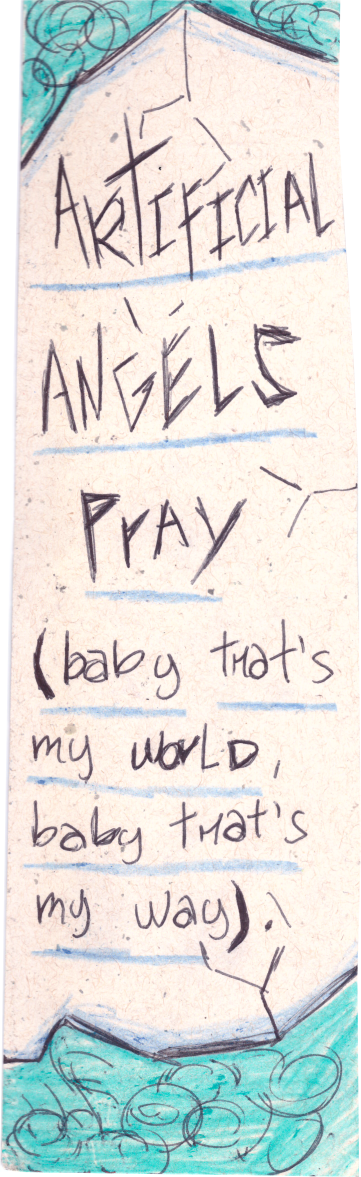 ARTIFICIAL
ANGELS
PrAy
(baby that's
my worLD,
baby tHat's
my way).